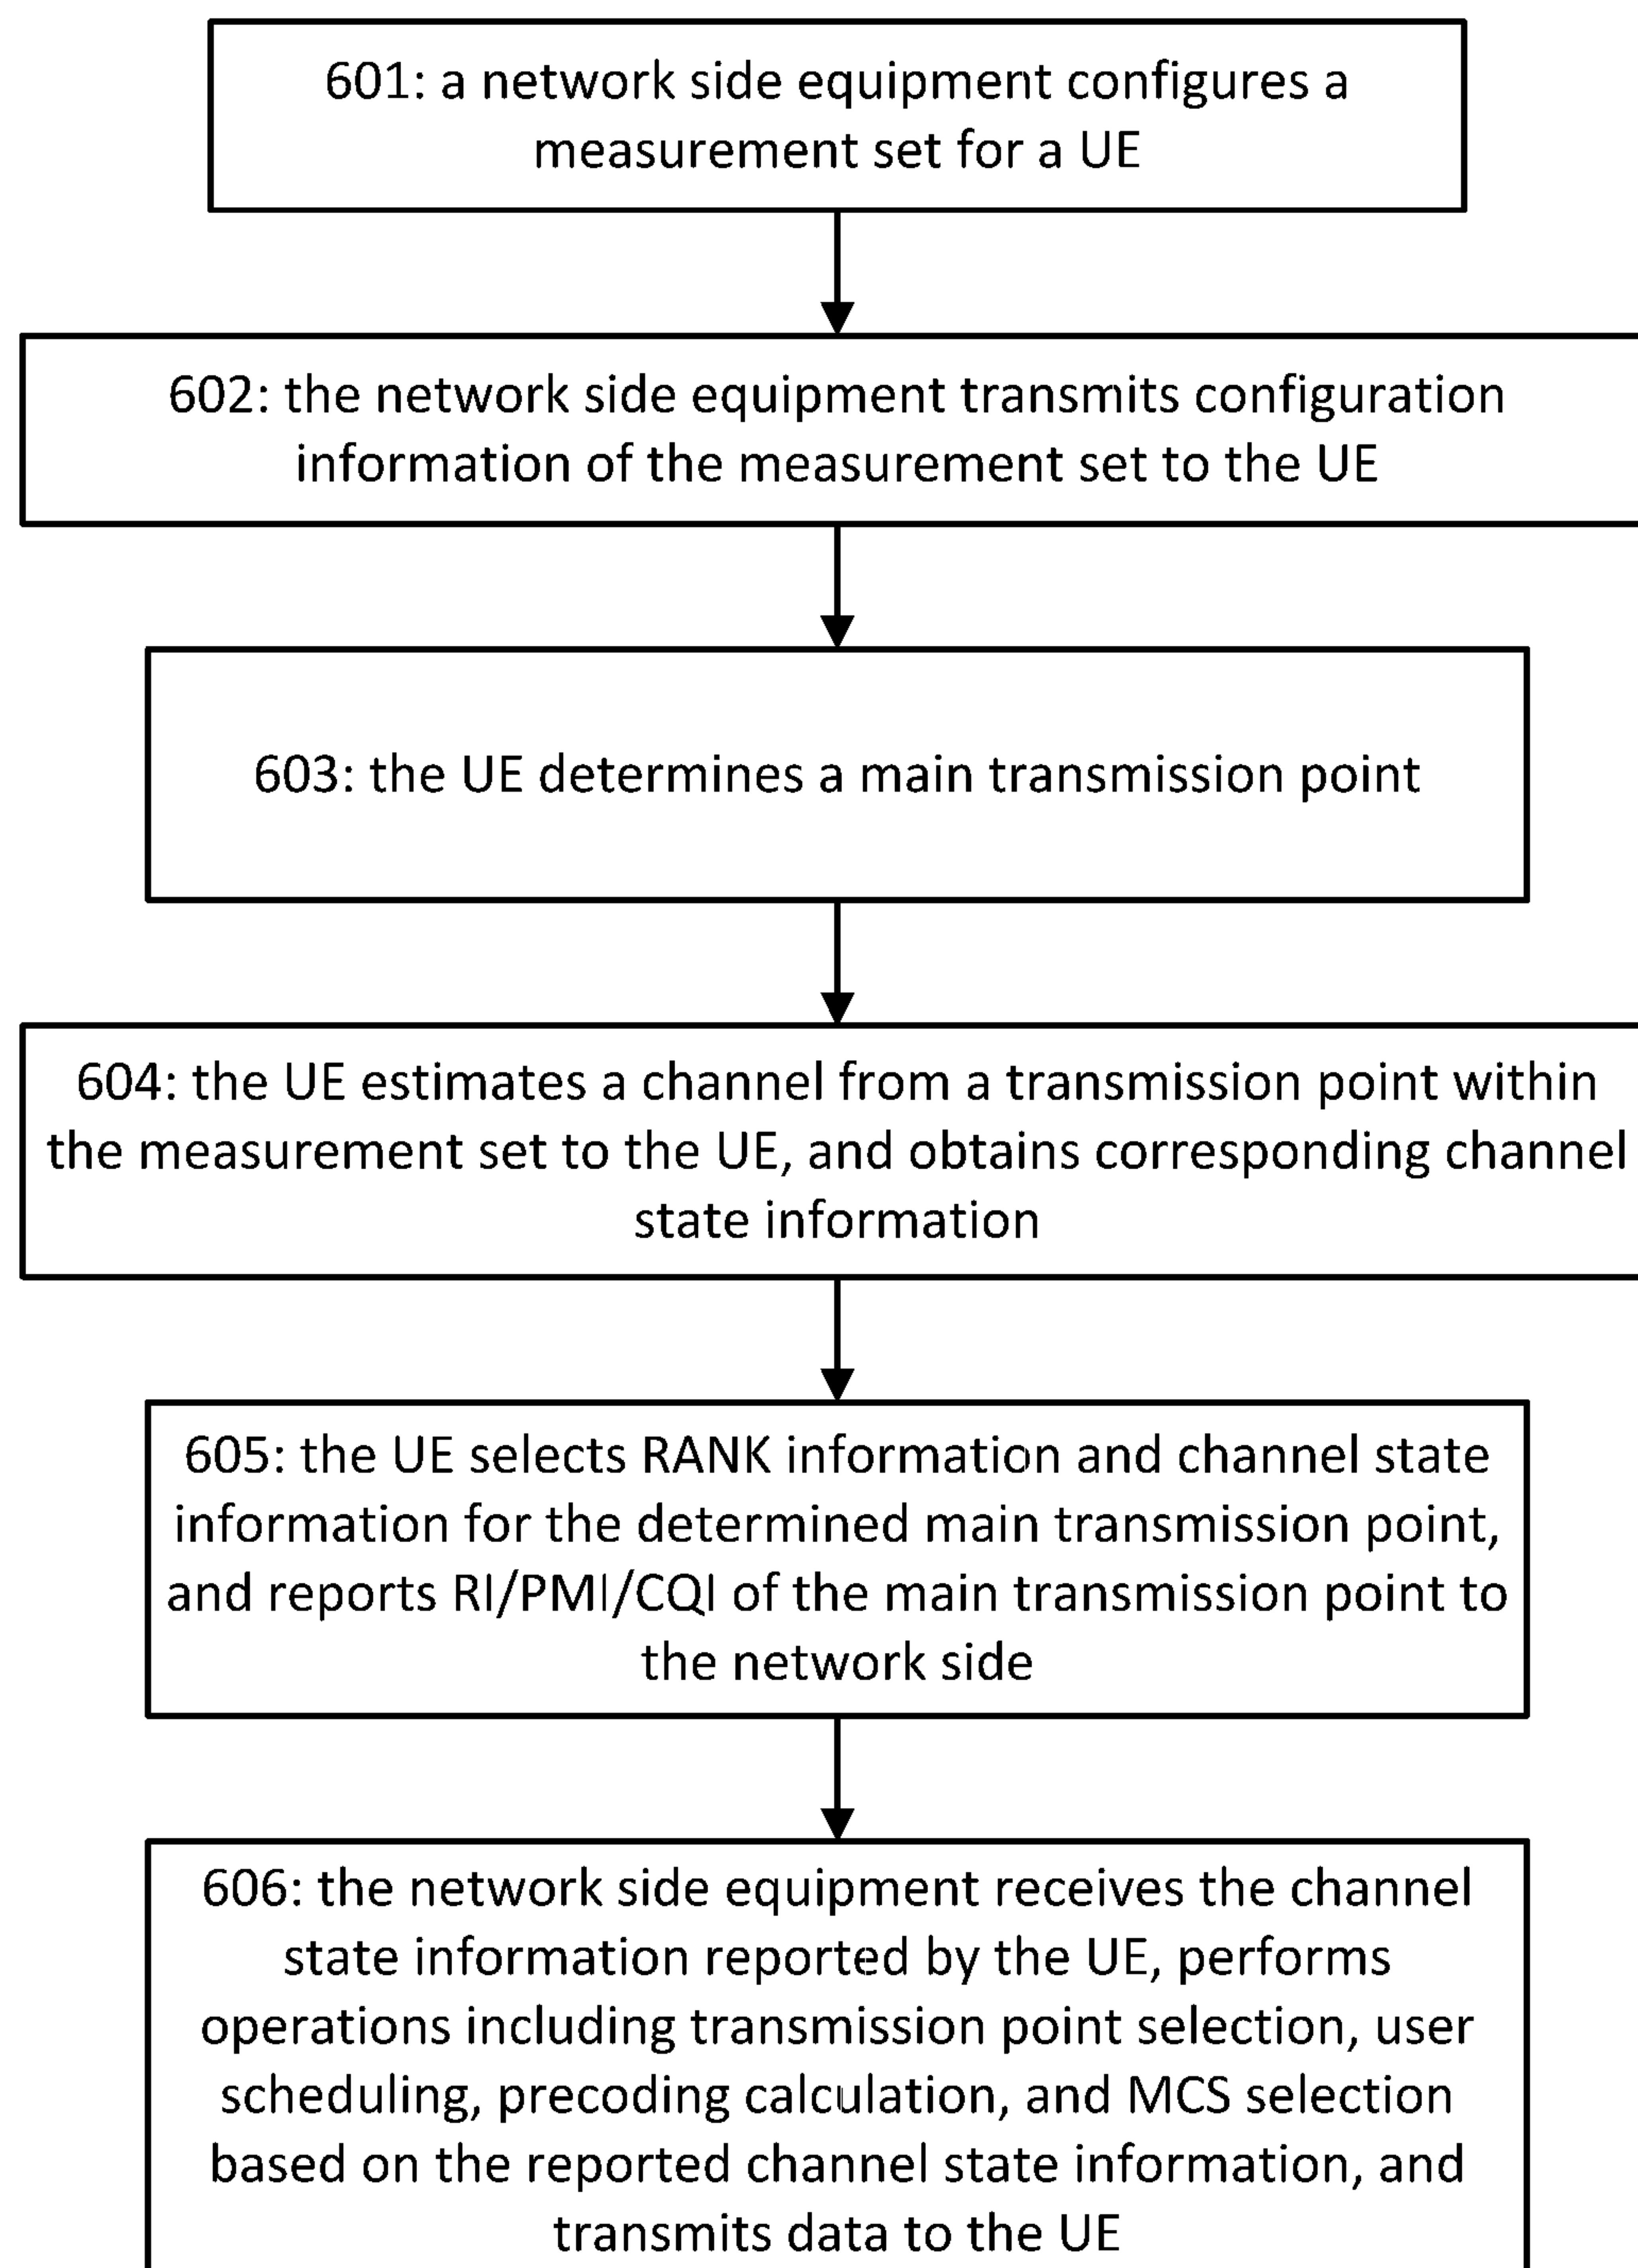 601: a network side equipment configures a
measurement set for a UE
602: the network side equipment transmits configuration
information of the measurement set to the UE
603: the UE determines a main transmission point
604: the UE estimates a channel from a transmission point within
the measurement set to the UE, and obtains corresponding channel
state information
605: the UE selects RANK information and channel state
information for the determined main transmission point,
and reports RI/PMI/CQI of the main transmission point to
the network side
606: the network side equipment receives the channel
state information reported by the UE, performs
operations including transmission point selection, user
scheduling, precoding calculation, and MCS selection
based on the reported channel state information, and
transmits data to the UE